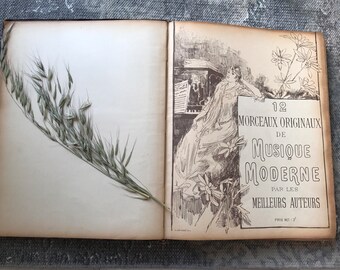 12
MORCEAUX ORIGINAUX
DE
MUSIQUE
MODERNE
PAR LES
MEILLEURS AUTEURS